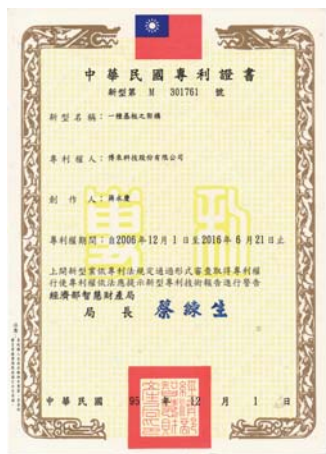 中華民國專利證書
新型第 M 301761 號
新型名稱：一種基板之架構
專利權人：博泉科技股份有限公司
創作人：
專利權期間：自2006年12月1日至2016年6月21日止
上開新型業依專利法規定通過形式審查取得專利權
行使專利權依法應提示新型專利技術報告進行警告
經濟部智慧財產局
局長 蔡練生
中華民國 95 年 12 月 1 日